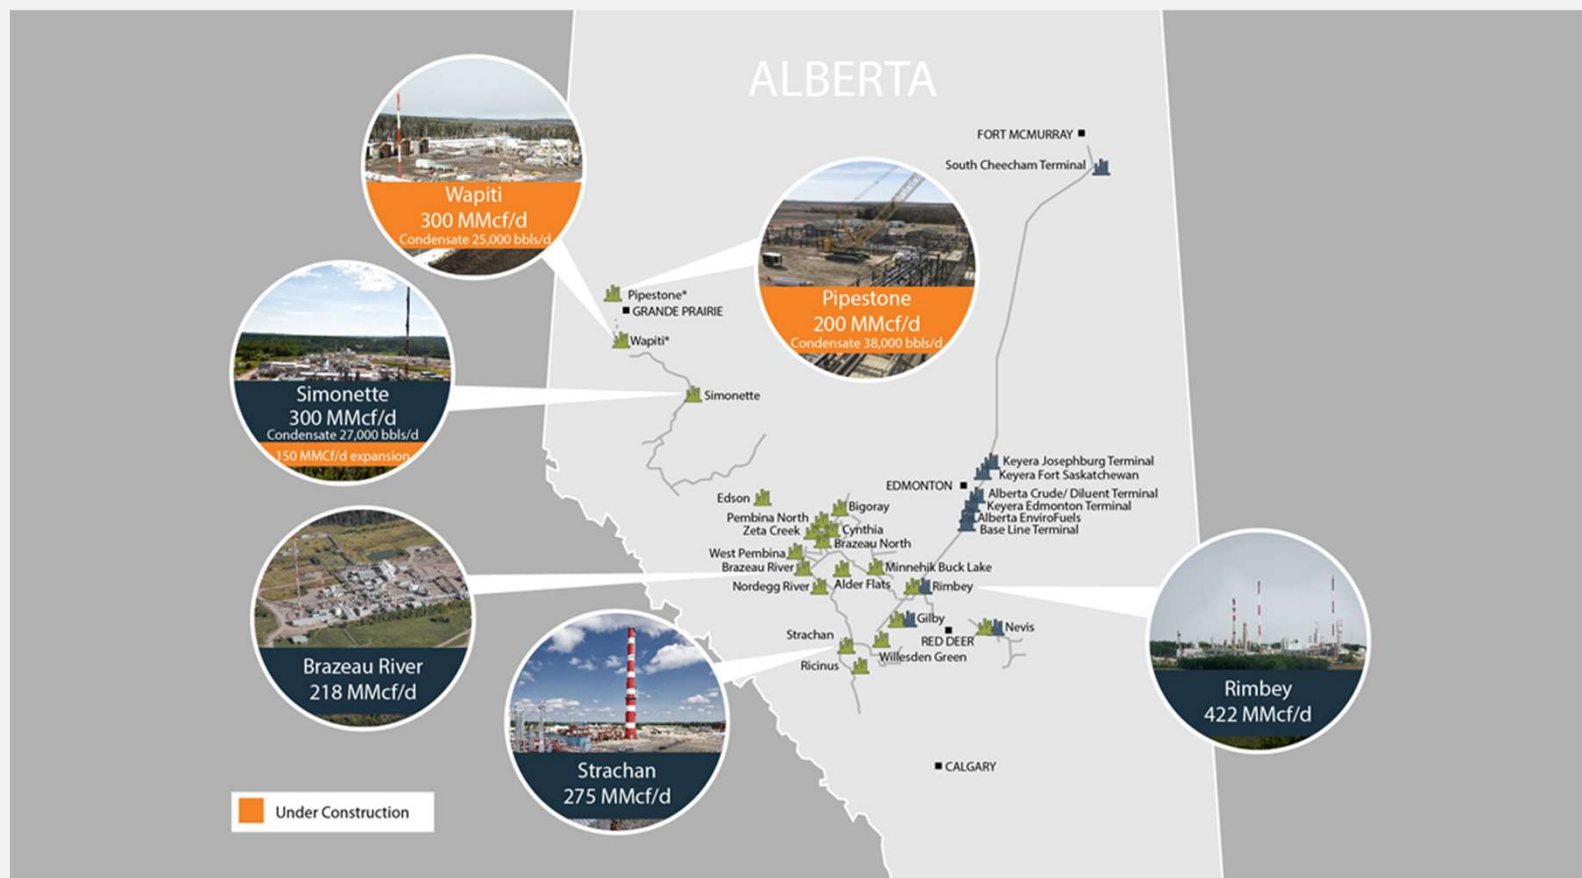 ALBERTA
FORT MCMURRAY
South Cheecham Terminal
Wapiti
300 MMcf/d
Condensate 25,000 bbls/d
Pipestone
200 MMcf/d
Condensate 38,000 bbls/d
Pipestone*
GRANDE PRAIRIE
Wapiti*
Simonette
300 MMcf/d
Condensate 27,000 bbls/d
150 MMCf/d expansion
Simonette
Keyera Josephburg Terminal
Keyera Fort Saskatchewan
EDMONTON
Alberta Crude/ Diluent Terminal
Keyera Edmonton Terminal
Alberta EnviroFuels
Base Line Terminal
Edson
Bigoray
Pembina North
Zeta Creek
Cynthia
Brazeau North
West Pembina
Brazeau River
Minnehik Buck Lake
Nordegg River
Alder Flats
Rimbey
Gilby
Nevis
RED DEER
Strachan
Willesden Green
Ricinus
Brazeau River
218 MMcf/d
Rimbey
422 MMcf/d
Strachan
275 MMcf/d
CALGARY
Under Construction